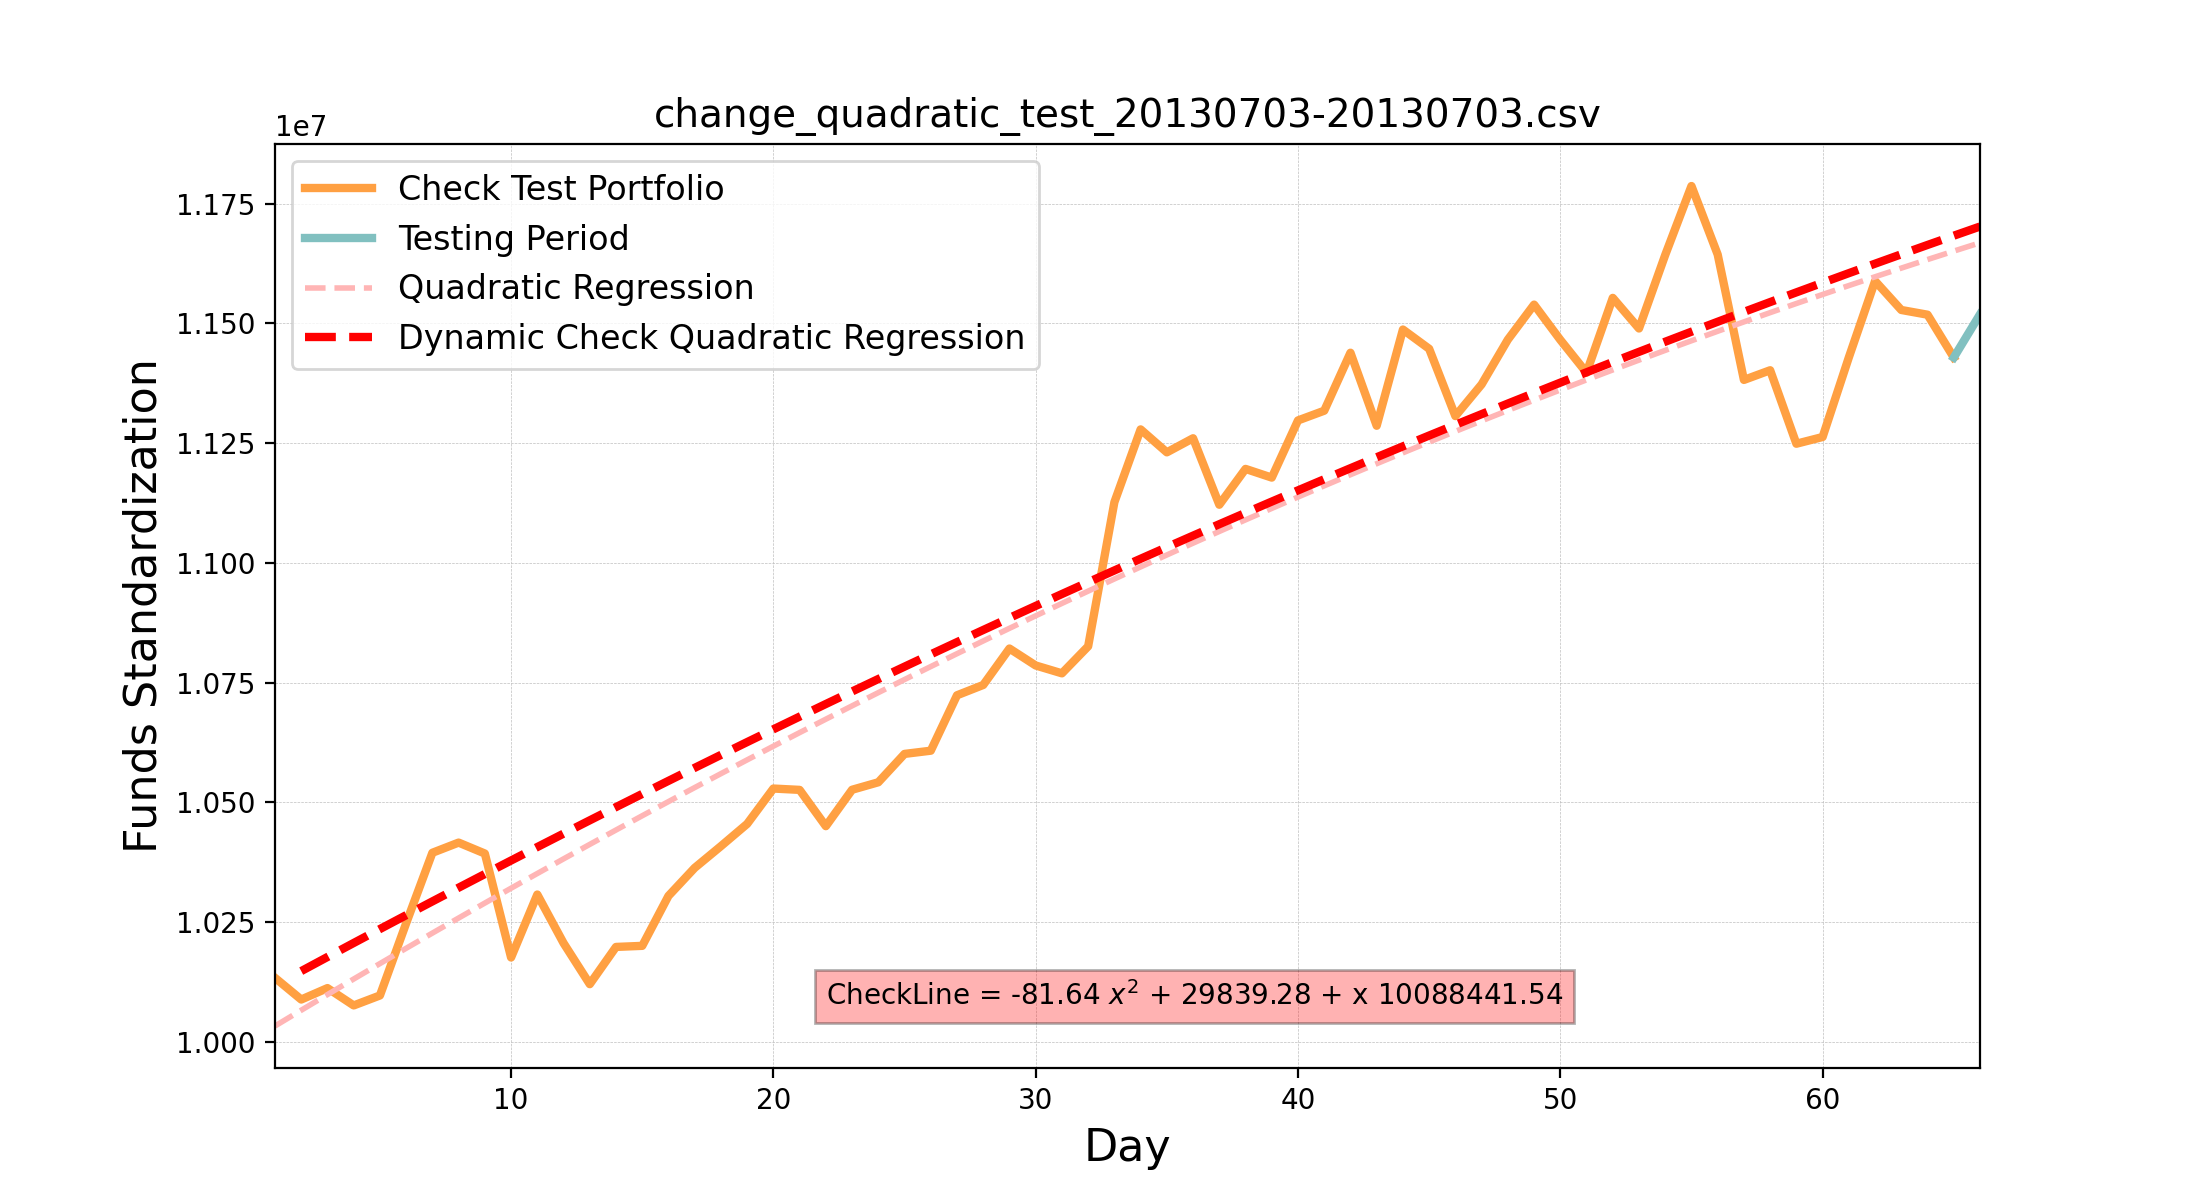 change_quadratic_test_20130703-20130703.csv
1e7
Check Test Portfolio
Testing Period
Quadratic Regression
Dynamic Check Quadratic Regression
1.175
1.150
1.125
1.100
1.075
1.050
1.025
1.000
Funds Standardization
CheckLine = -81.64 x² + 29839.28 + x 10088441.54
10 20 30 40 50 60
Day